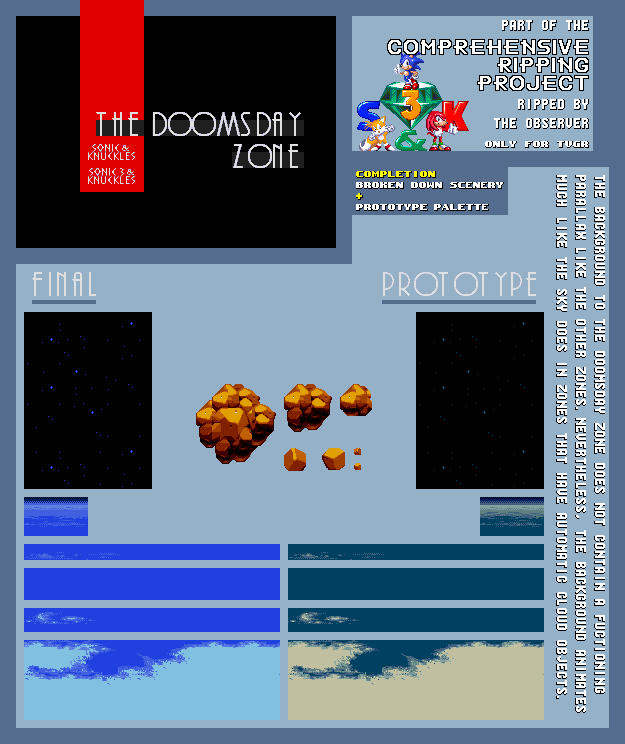 THE DOOMSDAY
ZONE
SONIC &
KNUCKLES
SONIC 3 &
KNUCKLES
PART OF THE
COMPREHENSIVE
RIPPING
PROJECT
RIPPED BY
THE OBSERVER
ONLY FOR TVGR
S 3 K
&
COMPLETION
BROKEN DOWN SCENERY
+
PROTOTYPE PALETTE
FINAL
PROTOTYPE
THE BACKGROUND TO THE DOOMSDAY ZONE DOES NOT CONTAIN A FUNCTIONING
PARALLAX LIKE THE OTHER ZONES. NEVERTHELESS, THE BACKGROUND ANIMATES
MUCH LIKE THE SKY DOES IN ZONES THAT HAVE AUTOMATIC CLOUD OBJECTS.